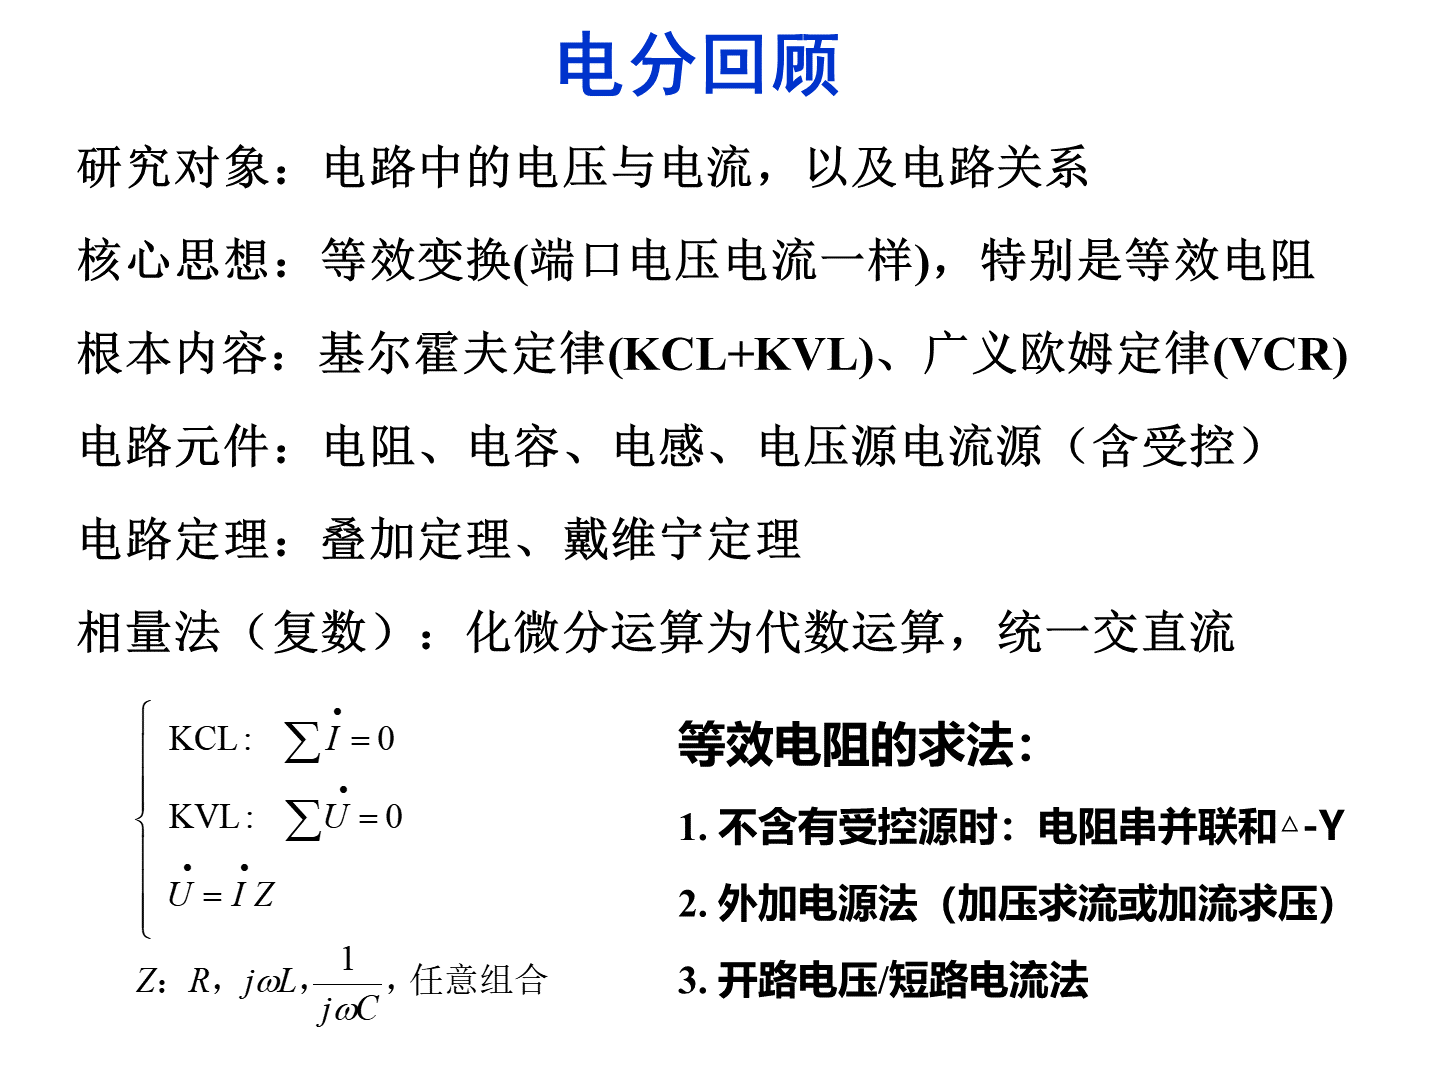 电分回顾
研究对象：电路中的电压与电流，以及电路关系
核心思想：等效变换(端口电压电流一样)，特别是等效电阻
根本内容：基尔霍夫定律(KCL+KVL)、广义欧姆定律(VCR)
电路元件：电阻、电容、电感、电压源电流源（含受控）
电路定理：叠加定理、戴维宁定理
相量法（复数）：化微分运算为代数运算，统一交直流
KCL: ∑İ = 0
KVL: ∑U̇ = 0
U̇ = İ Z
Z：R，jωL，1/jωC，任意组合
等效电阻的求法：
1. 不含有受控源时：电阻串并联和△-Y
2. 外加电源法（加压求流或加流求压）
3. 开路电压/短路电流法